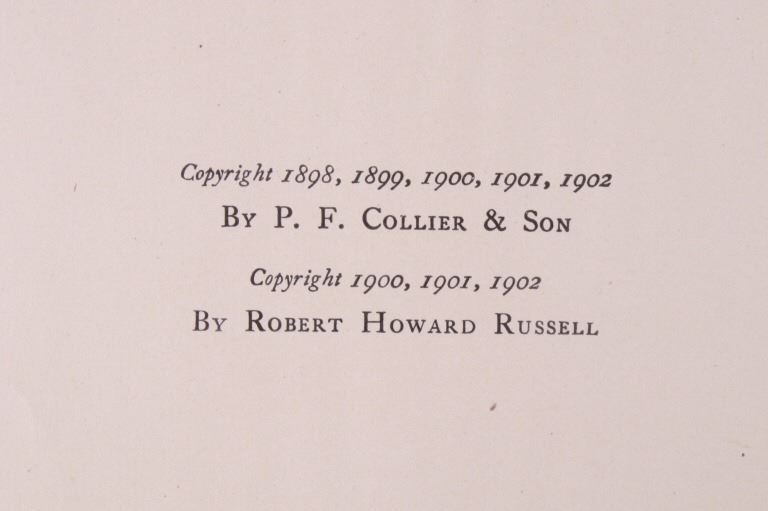 Copyright 1898, 1899, 1900, 1901, 1902
By P. F. Collier & Son
Copyright 1900, 1901, 1902
By Robert Howard Russell